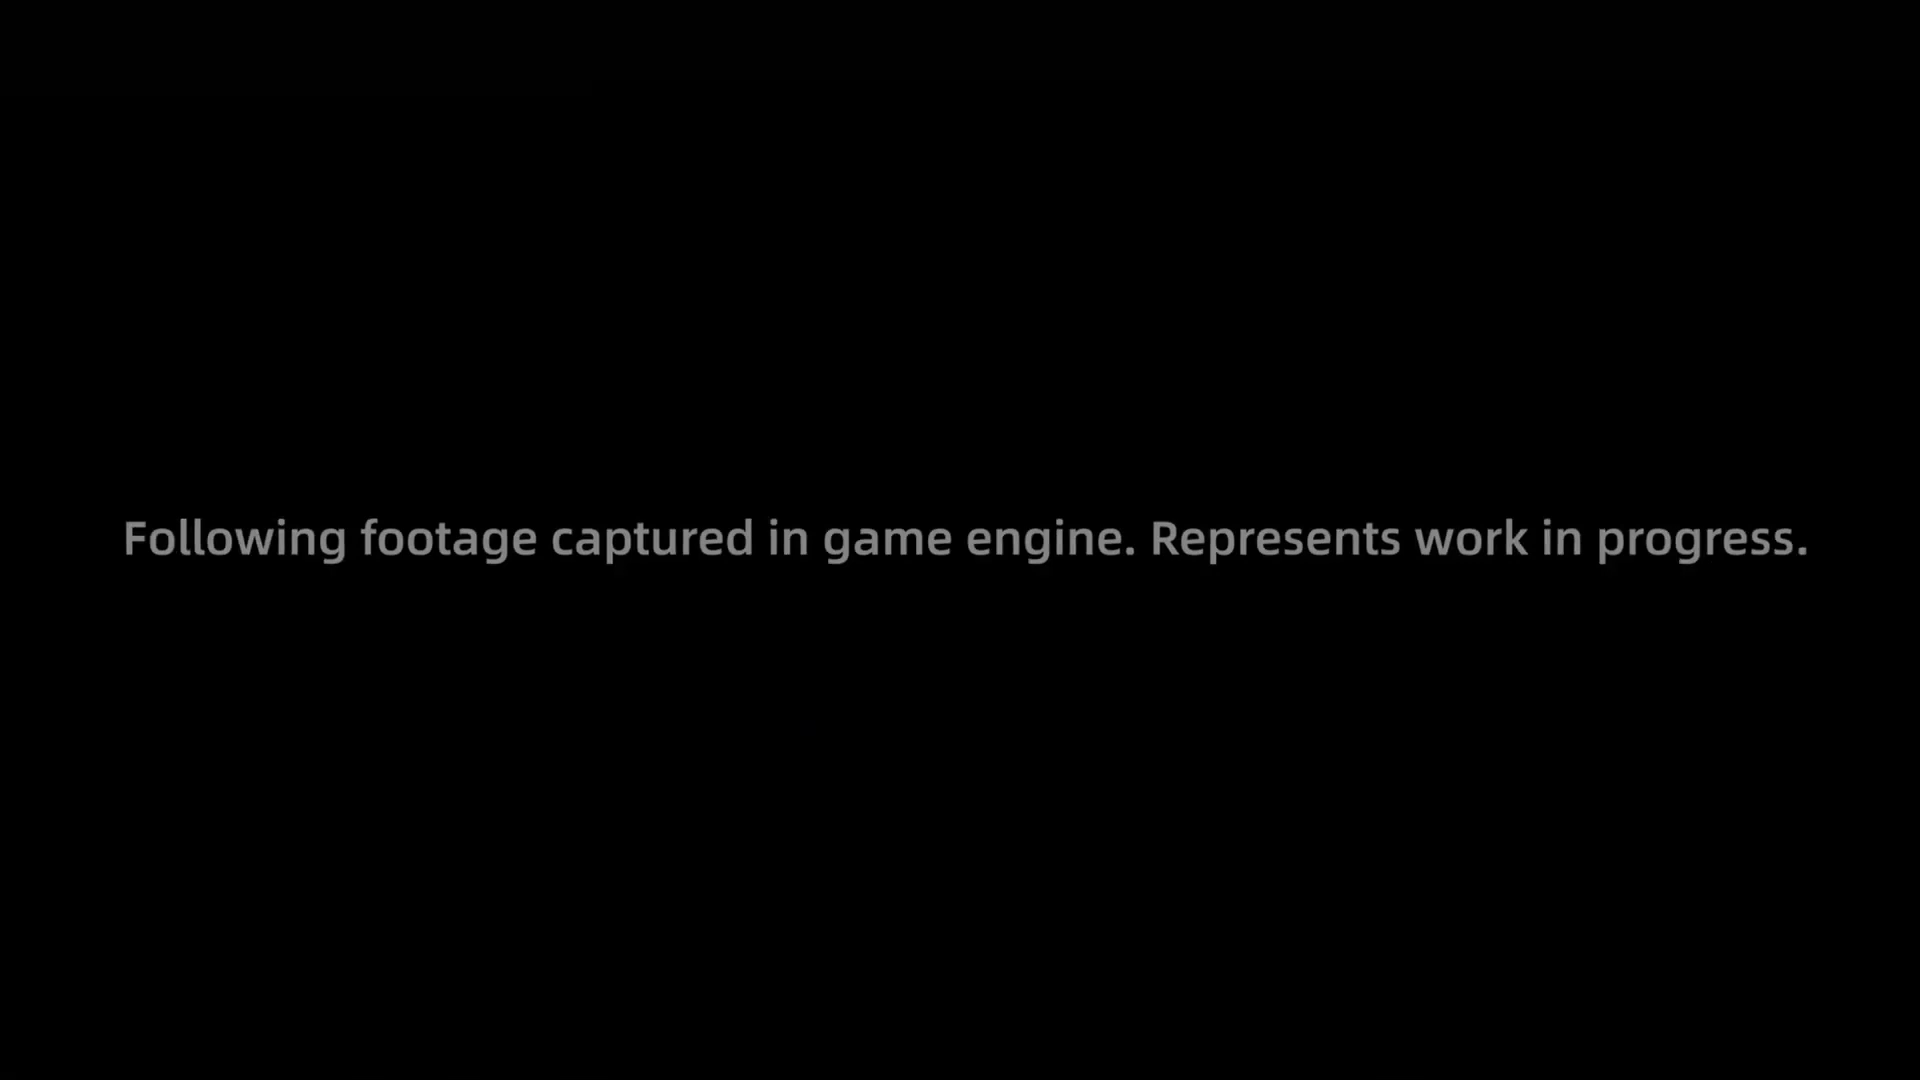 Following footage captured in game engine. Represents work in progress.